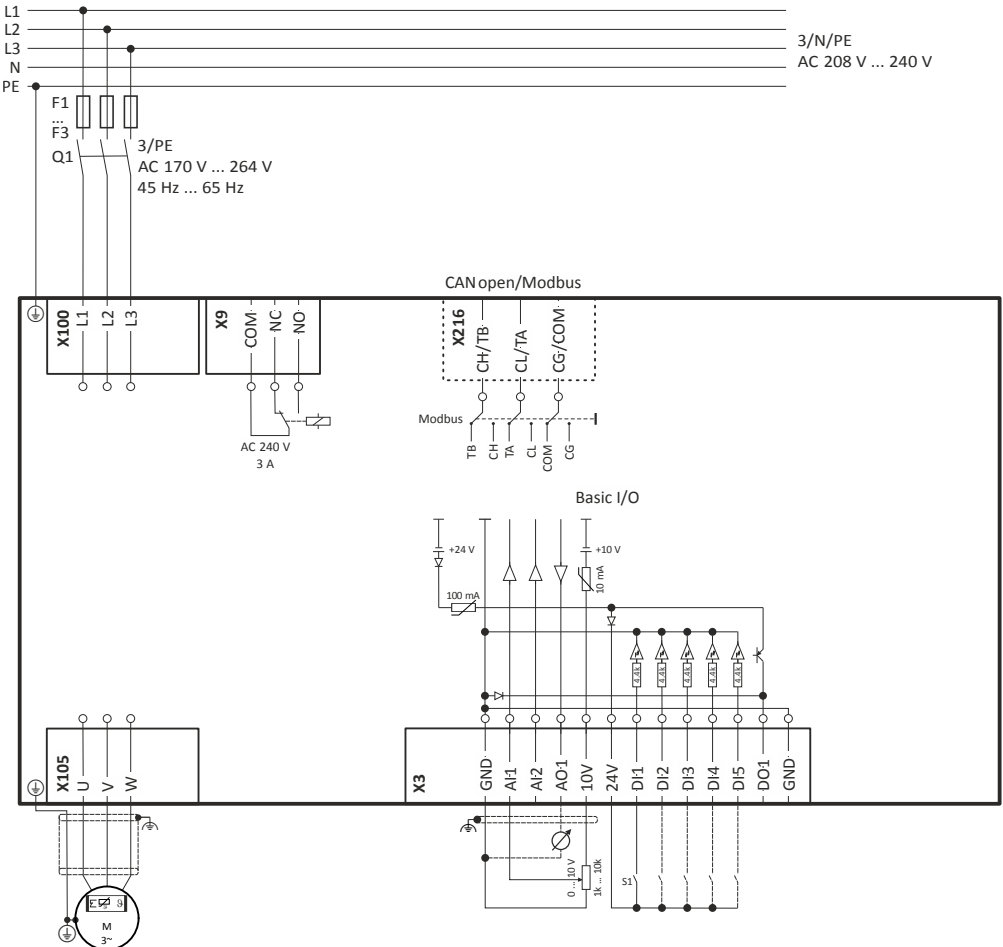 L1
L2
L3
N
PE
3/N/PE
AC 208 V ... 240 V
F1
...
F3
Q1
3/PE
AC 170 V ... 264 V
45 Hz ... 65 Hz
CANopen/Modbus
X100
L1
L2
L3
X9
COM
NC
NO
X216
CH/TB
CL/TA
CG/COM
AC 240 V
3 A
Modbus
TB
CH
TA
CL
COM
CG
Basic I/O
+24 V
+10 V
10 mA
100 mA
4.4k
4.4k
4.4k
4.4k
4.4k
X105
U
V
W
X3
GND
AI1
AI2
AO1
10V
24V
DI1
DI2
DI3
DI4
DI5
DO1
GND
0 ... 10 V
1k ... 10k
S1
ϑ
M
3~